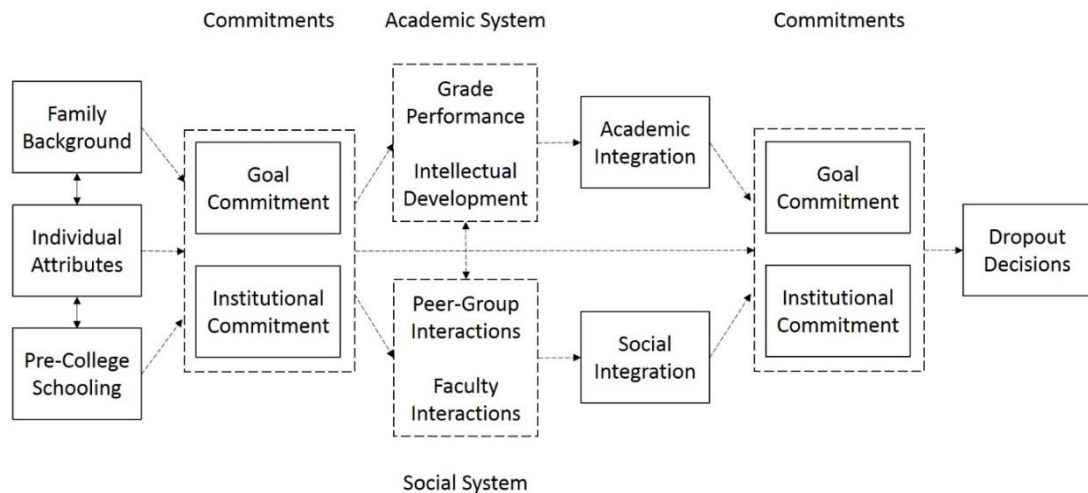 Commitments
Academic System
Commitments
Family
Background
Individual
Attributes
Pre-College
Schooling
Goal
Commitment
Institutional
Commitment
Grade
Performance
Intellectual
Development
Peer-Group
Interactions
Faculty
Interactions
Social System
Academic
Integration
Social
Integration
Goal
Commitment
Institutional
Commitment
Dropout
Decisions